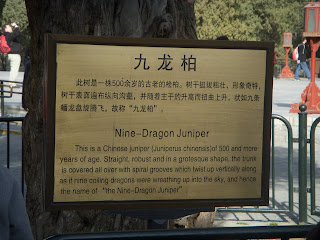 九龙柏
此树是一株500余岁的古老的桧柏，树干挺拔粗壮，形象奇特，
树干表面遍布纵向沟壑，并随着主干的升高而扭曲上升，状如九条
蟠龙盘旋腾飞，故称“九龙柏”。
Nine-Dragon Juniper
This is a Chinese juniper (Juniperus chinensis) of 500 and more
years of age. Straight, robust and in a grotesque shape, the trunk
is covered all over with spiral grooves which twist up vertically along
as if nine coiling dragons were wreathing up into the sky, and hence
the name of "the Nine-Dragon Juniper"